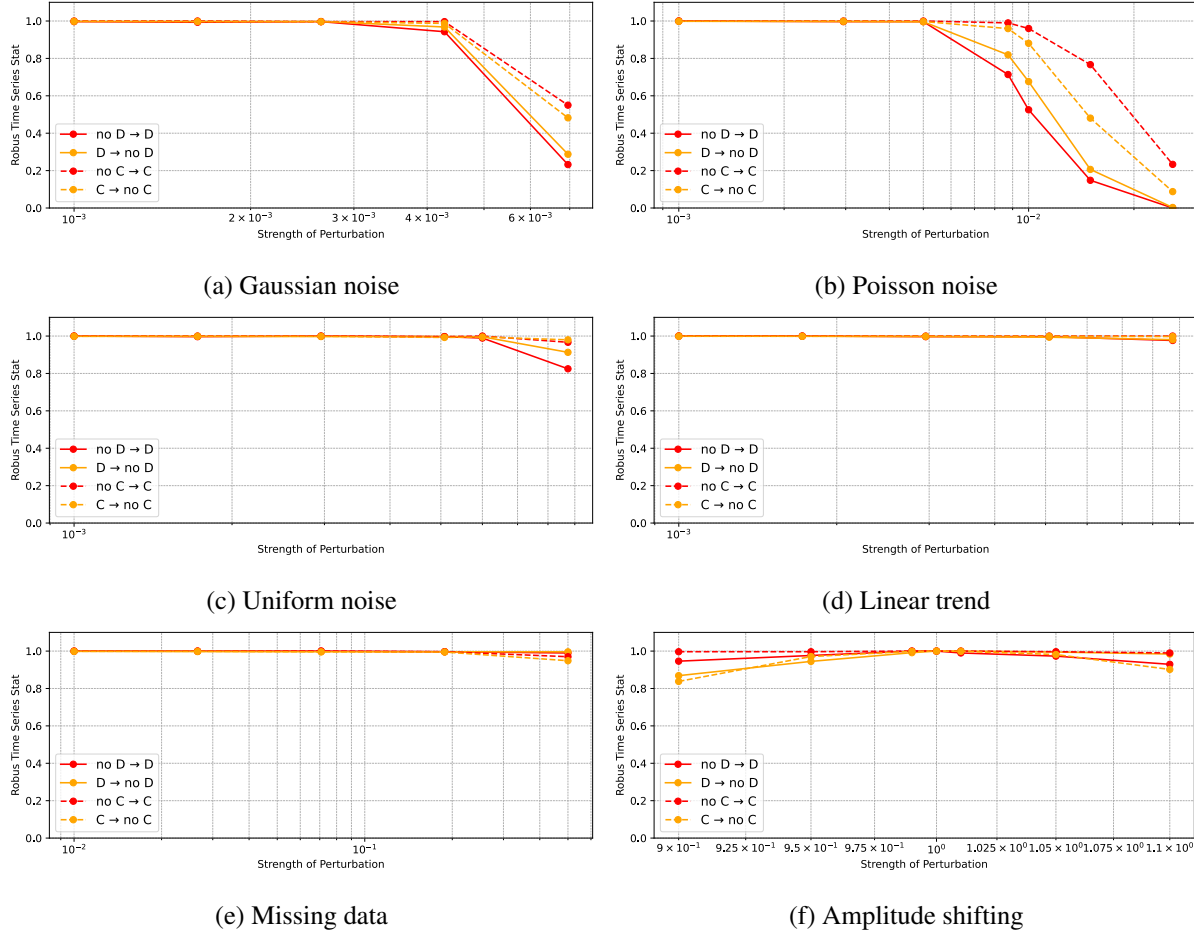 Robus Time Series Stat
1.0
0.8
0.6
0.4
0.2
0.0
no D → D
D → no D
no C → C
C → no C
10⁻³
2 × 10⁻³
3 × 10⁻³
4 × 10⁻³
6 × 10⁻³
Strength of Perturbation
(a) Gaussian noise
Robus Time Series Stat
1.0
0.8
0.6
0.4
0.2
0.0
no D → D
D → no D
no C → C
C → no C
10⁻³
10⁻²
Strength of Perturbation
(b) Poisson noise
Robus Time Series Stat
1.0
0.8
0.6
0.4
0.2
0.0
no D → D
D → no D
no C → C
C → no C
10⁻³
Strength of Perturbation
(c) Uniform noise
Robus Time Series Stat
1.0
0.8
0.6
0.4
0.2
0.0
no D → D
D → no D
no C → C
C → no C
10⁻³
Strength of Perturbation
(d) Linear trend
Robus Time Series Stat
1.0
0.8
0.6
0.4
0.2
0.0
no D → D
D → no D
no C → C
C → no C
10⁻²
10⁻¹
Strength of Perturbation
(e) Missing data
Robus Time Series Stat
1.0
0.8
0.6
0.4
0.2
0.0
no D → D
D → no D
no C → C
C → no C
9 × 10⁻¹
9.25 × 10⁻¹
9.5 × 10⁻¹
9.75 × 10⁻¹
10⁰
1.025 × 10⁰
1.05 × 10⁰
1.075 × 10⁰
1.1 × 10⁰
Strength of Perturbation
(f) Amplitude shifting